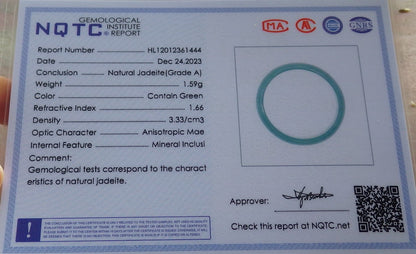 NQTC GEMOLOGICAL
INSTITUTE
REPORT
MA
GNRS
Report Number HL12012361444
Date Dec 24,2023
Conclusion Natural Jadeite(Grade A)
Weight 1.59g
Color Contain Green
Refractive Index 1.66
Density 3.33/cm3
Optic Character Anisotropic Mae
Internal Feature Mineral Inclusi
Comment:
Gemological tests correspond to the charact
eristics of natural jadeite.
Approver:
Check this report at NQTC.net